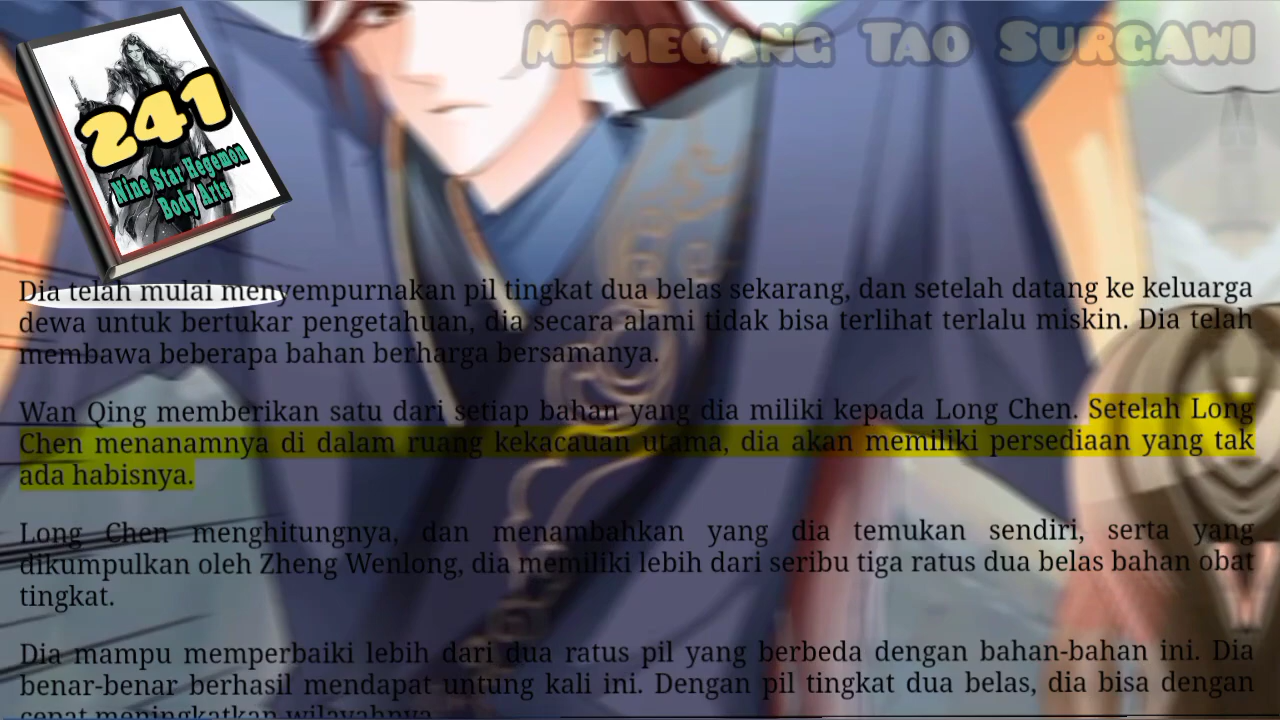 Memegang Tao Surgawi
241
Nine Star Hegemon
Body Arts
Dia telah mulai menyempurnakan pil tingkat dua belas sekarang, dan setelah datang ke keluarga
dewa untuk bertukar pengetahuan, dia secara alami tidak bisa terlihat terlalu miskin. Dia telah
membawa beberapa bahan berharga bersamanya.
Wan Qing memberikan satu dari setiap bahan yang dia miliki kepada Long Chen. Setelah Long
Chen menanamnya di dalam ruang kekacauan utama, dia akan memiliki persediaan yang tak
ada habisnya.
Long Chen menghitungnya, dan menambahkan yang dia temukan sendiri, serta yang
dikumpulkan oleh Zheng Wenlong, dia memiliki lebih dari seribu tiga ratus dua belas bahan obat
tingkat.
Dia mampu memperbaiki lebih dari dua ratus pil yang berbeda dengan bahan-bahan ini. Dia
benar-benar berhasil mendapat untung kali ini. Dengan pil tingkat dua belas, dia bisa dengan
cepat meningkatkan wilayahnya.